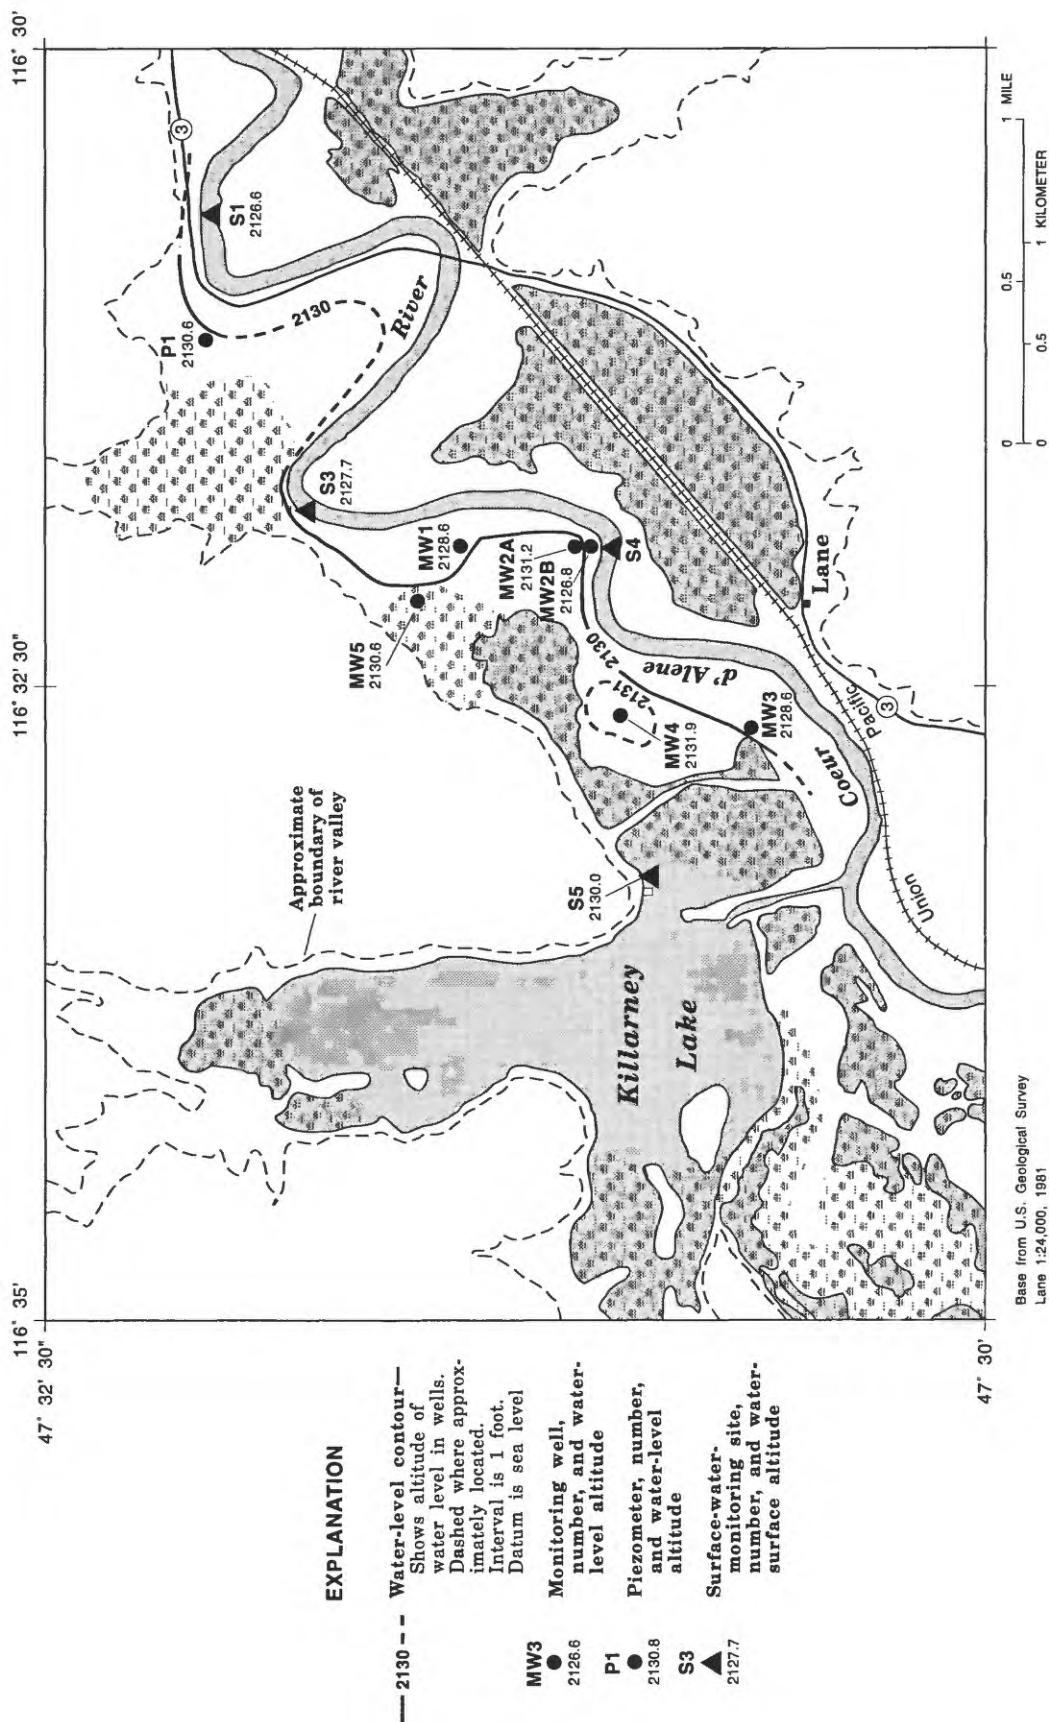 116° 35'
116° 32' 30"
116° 30'
47° 32' 30"
47° 30'
3
S1
2126.6
P1
2130.6
2130
River
S3
2127.7
MW1
2128.6
MW2A
2131.2
MW2B
2126.8
S4
MW5
2130.6
2130
2131
d' Alene
MW4
2131.9
MW3
2128.6
Lane
3
Pacific
Coeur
Union
Approximate
boundary of
river valley
S5
2130.0
Killarney
Lake
EXPLANATION
2130
Water-level contour—
Shows altitude of
water level in wells.
Dashed where approx-
imately located.
Interval is 1 foot.
Datum is sea level
MW3
2126.6
Monitoring well,
number, and water-
level altitude
P1
2130.8
Piezometer, number,
and water-level
altitude
S3
2127.7
Surface-water-
monitoring site,
number, and water-
surface altitude
Base from U.S. Geological Survey
Lane 1:24,000, 1981
0 0.5 1 MILE
0 0.5 1 KILOMETER